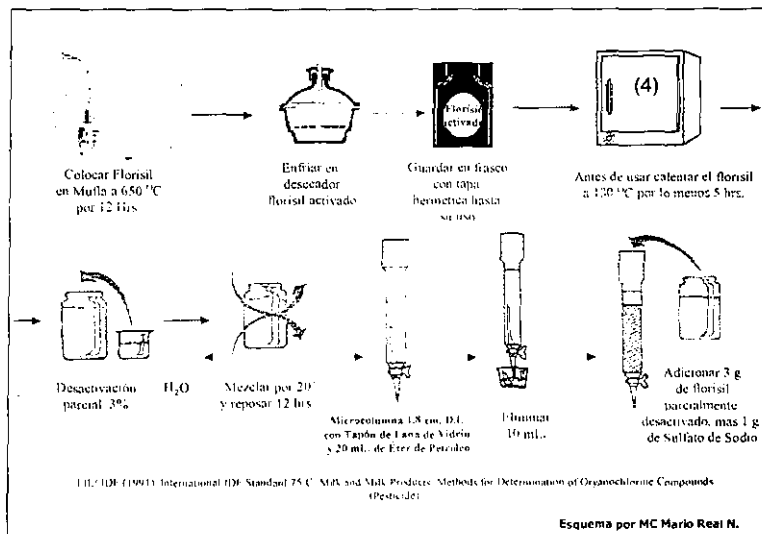 Colocar Florisil
en Mufla a 650 °C
por 12 Hrs
Enfriar en
desecador
florisil activado
Florisil
activado
Guardar en frasco
con tapa
hermetica hasta
su uso
(4)
Antes de usar calentar el florisil
a 130 °C por lo menos 5 hrs.
Desactivación
parcial 3%
H₂O
Mezclar por 20'
y reposar 12 hrs
Microcolumna 1.8 cm. D.I.
con Tapón de Lana de Vidrio
y 20 mL. de Éter de Petróleo
Eliminar
10 mL.
Adicionar 3 g
de florisil
parcialmente
desactivado, mas 1 g
de Sulfato de Sodio
FIL/ IDF (1991). International IDF Standard 75 C. Milk and Milk Products. Methods for Determination of Organochlorine Compounds
(Pesticide)
Esquema por MC Mario Real N.